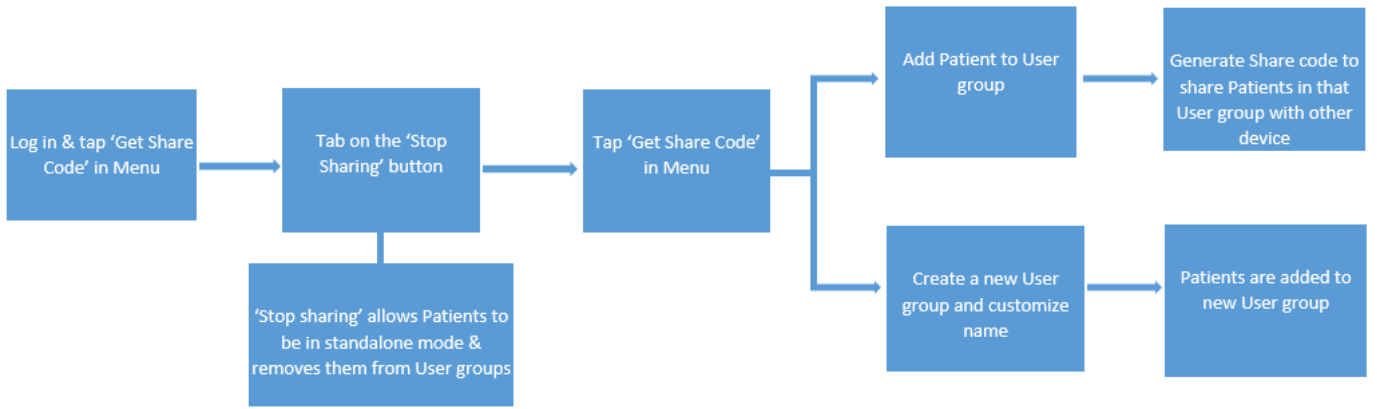 Log in & tap ‘Get Share
Code’ in Menu
Tab on the ‘Stop
Sharing’ button
‘Stop sharing’ allows Patients to
be in standalone mode &
removes them from User groups
Tap ‘Get Share Code’
in Menu
Add Patient to User
group
Generate Share code to
share Patients in that
User group with other
device
Create a new User
group and customize
name
Patients are added to
new User group